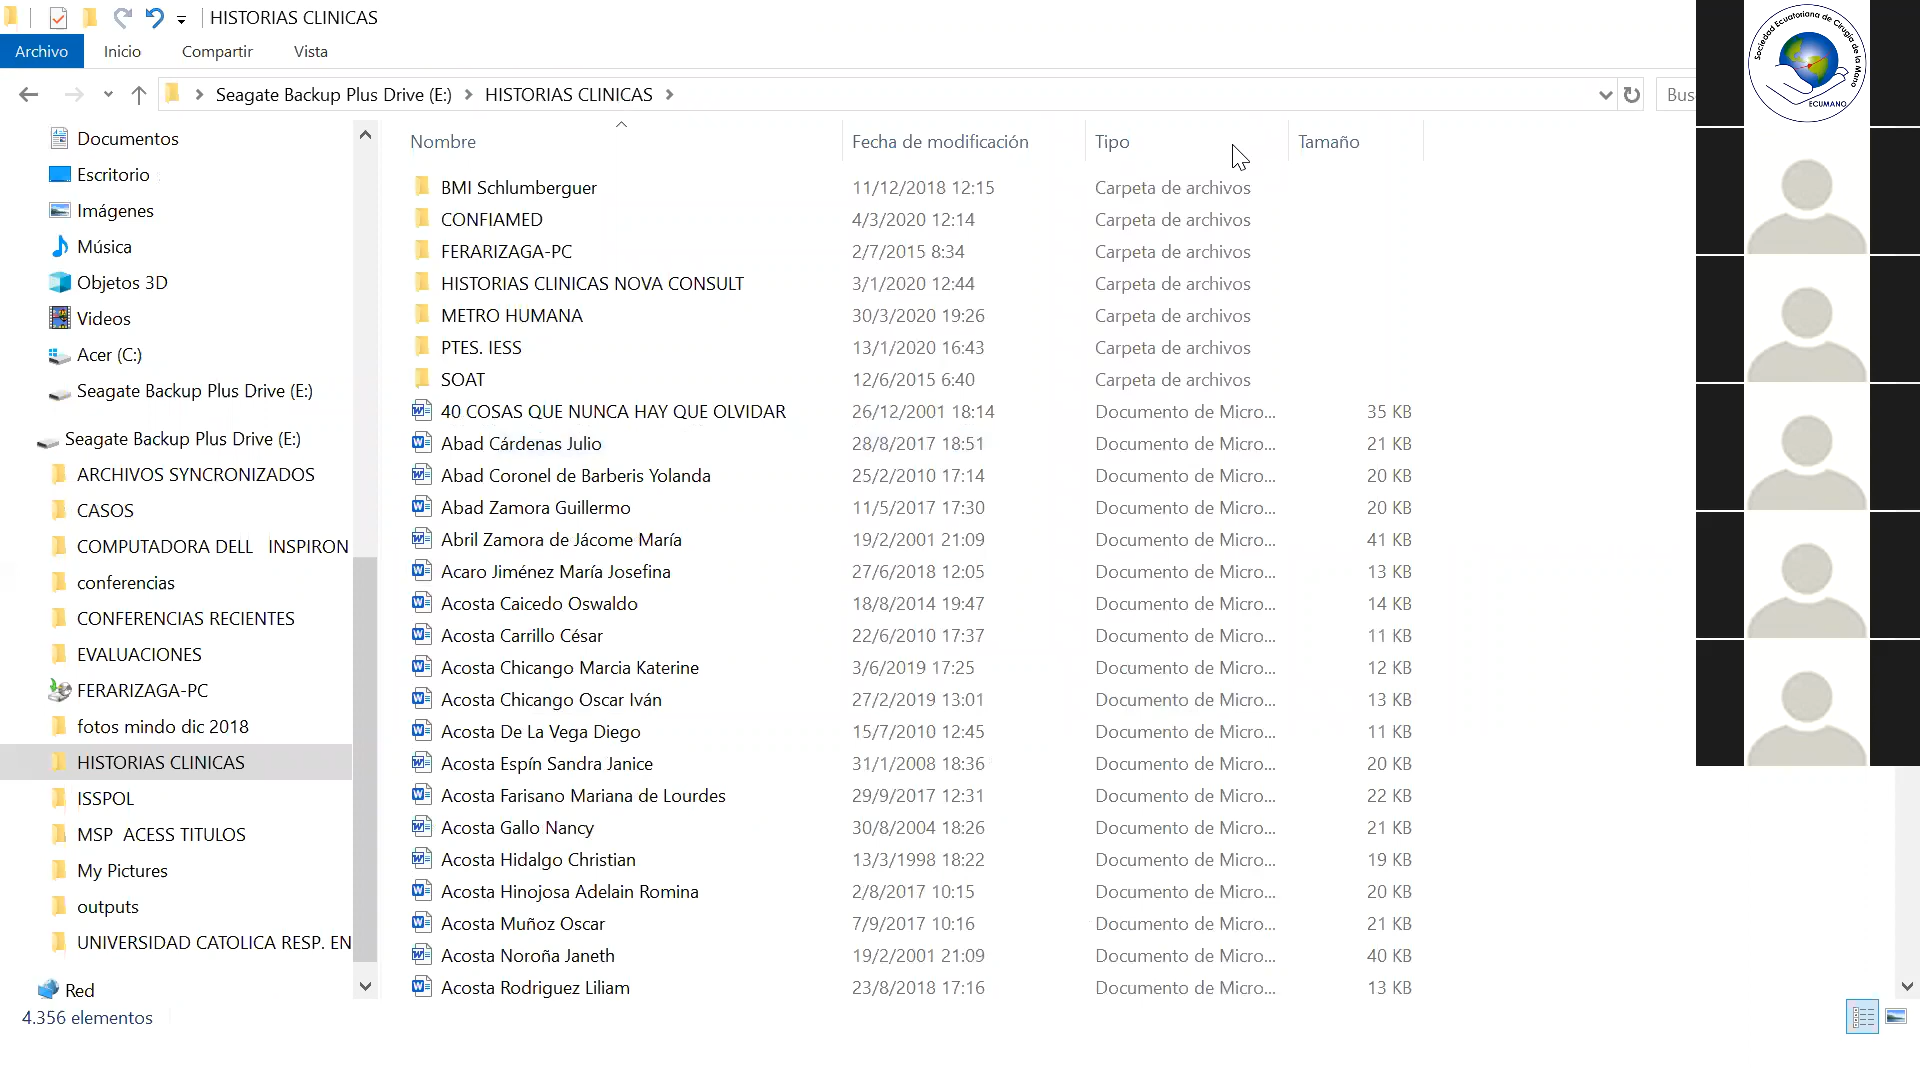 HISTORIAS CLINICAS
Archivo Inicio Compartir Vista
Seagate Backup Plus Drive (E:) HISTORIAS CLINICAS
Bus
Sociedad Ecuatoriana de Cirugía de la Mano
ECUMANO
Documentos
Escritorio
Imágenes
Música
Objetos 3D
Videos
Acer (C:)
Seagate Backup Plus Drive (E:)
Seagate Backup Plus Drive (E:)
ARCHIVOS SYNCRONIZADOS
CASOS
COMPUTADORA DELL INSPIRON
conferencias
CONFERENCIAS RECIENTES
EVALUACIONES
FERARIZAGA-PC
fotos mindo dic 2018
HISTORIAS CLINICAS
ISSPOL
MSP ACESS TITULOS
My Pictures
outputs
UNIVERSIDAD CATOLICA RESP. EN
Red
Nombre Fecha de modificación Tipo Tamaño
BMI Schlumberguer 11/12/2018 12:15 Carpeta de archivos
CONFIAMED 4/3/2020 12:14 Carpeta de archivos
FERARIZAGA-PC 2/7/2015 8:34 Carpeta de archivos
HISTORIAS CLINICAS NOVA CONSULT 3/1/2020 12:44 Carpeta de archivos
METRO HUMANA 30/3/2020 19:26 Carpeta de archivos
PTES. IESS 13/1/2020 16:43 Carpeta de archivos
SOAT 12/6/2015 6:40 Carpeta de archivos
40 COSAS QUE NUNCA HAY QUE OLVIDAR 26/12/2001 18:14 Documento de Micro... 35 KB
Abad Cárdenas Julio 28/8/2017 18:51 Documento de Micro... 21 KB
Abad Coronel de Barberis Yolanda 25/2/2010 17:14 Documento de Micro... 20 KB
Abad Zamora Guillermo 11/5/2017 17:30 Documento de Micro... 20 KB
Abril Zamora de Jácome María 19/2/2001 21:09 Documento de Micro... 41 KB
Acaro Jiménez María Josefina 27/6/2018 12:05 Documento de Micro... 13 KB
Acosta Caicedo Oswaldo 18/8/2014 19:47 Documento de Micro... 14 KB
Acosta Carrillo César 22/6/2010 17:37 Documento de Micro... 11 KB
Acosta Chicango Marcia Katerine 3/6/2019 17:25 Documento de Micro... 12 KB
Acosta Chicango Oscar Iván 27/2/2019 13:01 Documento de Micro... 13 KB
Acosta De La Vega Diego 15/7/2010 12:45 Documento de Micro... 11 KB
Acosta Espín Sandra Janice 31/1/2008 18:36 Documento de Micro... 20 KB
Acosta Farisano Mariana de Lourdes 29/9/2017 12:31 Documento de Micro... 22 KB
Acosta Gallo Nancy 30/8/2004 18:26 Documento de Micro... 21 KB
Acosta Hidalgo Christian 13/3/1998 18:22 Documento de Micro... 19 KB
Acosta Hinojosa Adelain Romina 2/8/2017 10:15 Documento de Micro... 20 KB
Acosta Muñoz Oscar 7/9/2017 10:16 Documento de Micro... 21 KB
Acosta Noroña Janeth 19/2/2001 21:09 Documento de Micro... 40 KB
Acosta Rodriguez Liliam 23/8/2018 17:16 Documento de Micro... 13 KB
4.356 elementos